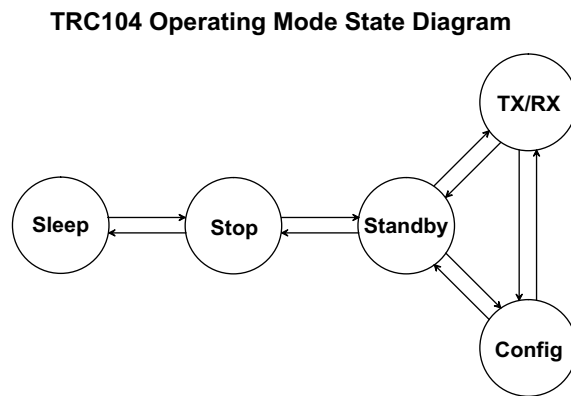 TRC104 Operating Mode State Diagram
TX/RX
Sleep
Stop
Standby
Config